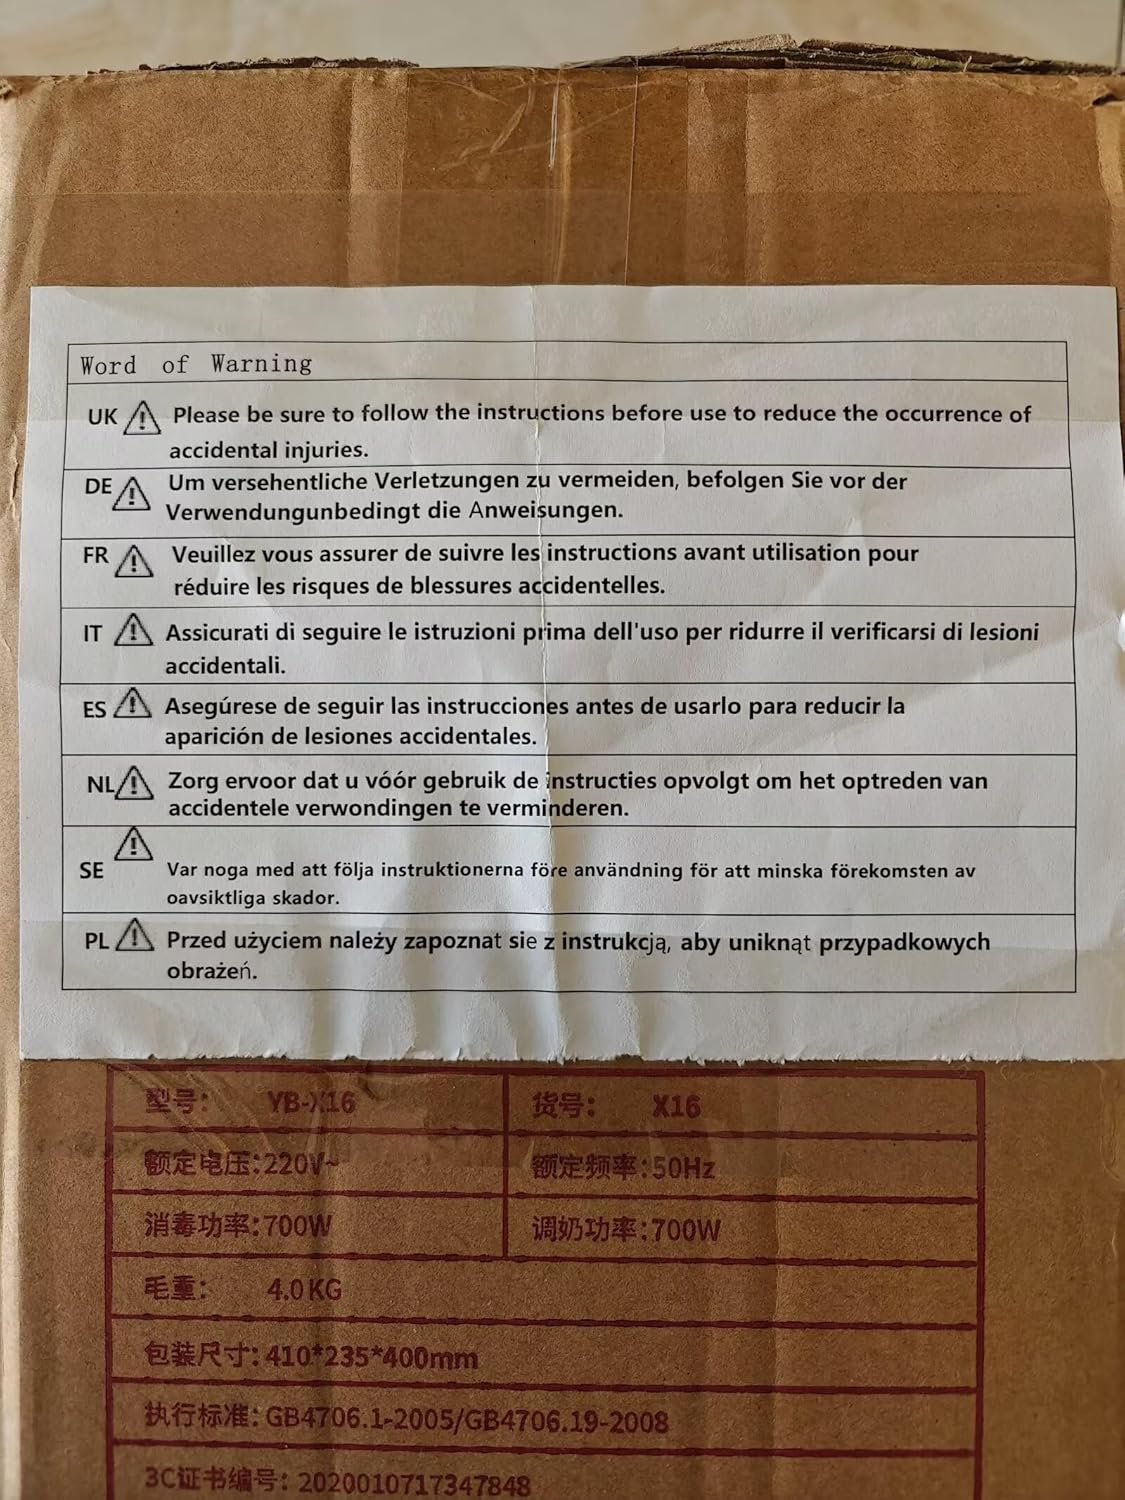 Word of Warning
UK Please be sure to follow the instructions before use to reduce the occurrence of
accidental injuries.
DE Um versehentliche Verletzungen zu vermeiden, befolgen Sie vor der
Verwendungunbedingt die Anweisungen.
FR Veuillez vous assurer de suivre les instructions avant utilisation pour
réduire les risques de blessures accidentelles.
IT Assicurati di seguire le istruzioni prima dell'uso per ridurre il verificarsi di lesioni
accidentali.
ES Asegúrese de seguir las instrucciones antes de usarlo para reducir la
aparición de lesiones accidentales.
NL Zorg ervoor dat u vóór gebruik de instructies opvolgt om het optreden van
accidentele verwondingen te verminderen.
SE Var noga med att följa instruktionerna före användning för att minska förekomsten av
oavsiktliga skador.
PL Przed użyciem należy zapoznat sie z instrukcją, aby uniknąt przypadkowych
obrażeń.
型号: YB-X16 货号: X16
额定电压:220V~ 额定频率:50Hz
消毒功率:700W 调奶功率:700W
毛重: 4.0KG
包装尺寸:410*235*400mm
执行标准:GB4706.1-2005/GB4706.19-2008
3C证书编号: 2020010717347848